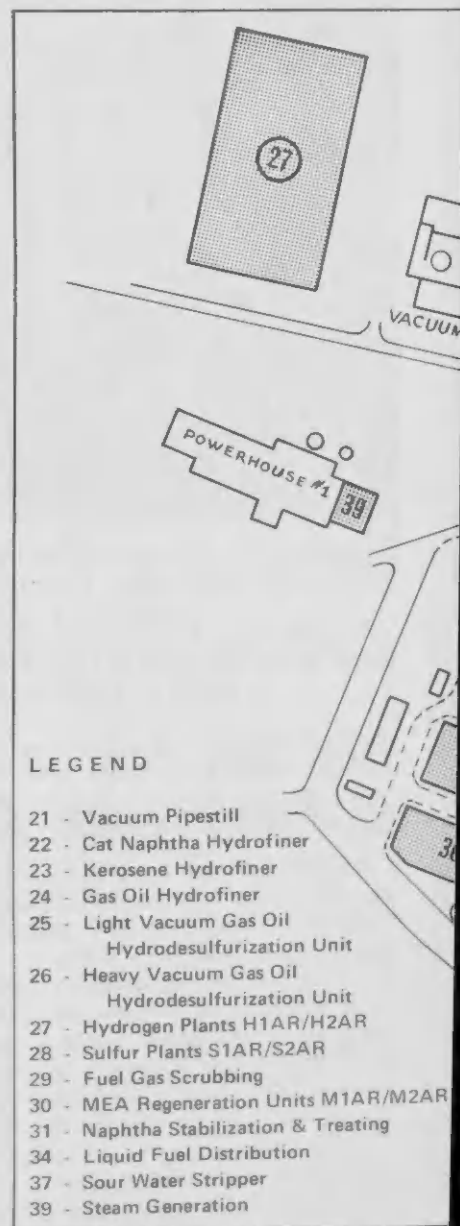 27
VACUUM
POWERHOUSE #1
39
LEGEND
21 - Vacuum Pipestill
22 - Cat Naphtha Hydrofiner
23 - Kerosene Hydrofiner
24 - Gas Oil Hydrofiner
25 - Light Vacuum Gas Oil
Hydrodesulfurization Unit
26 - Heavy Vacuum Gas Oil
Hydrodesulfurization Unit
27 - Hydrogen Plants H1AR/H2AR
28 - Sulfur Plants S1AR/S2AR
29 - Fuel Gas Scrubbing
30 - MEA Regeneration Units M1AR/M2AR
31 - Naphtha Stabilization & Treating
34 - Liquid Fuel Distribution
37 - Sour Water Stripper
39 - Steam Generation